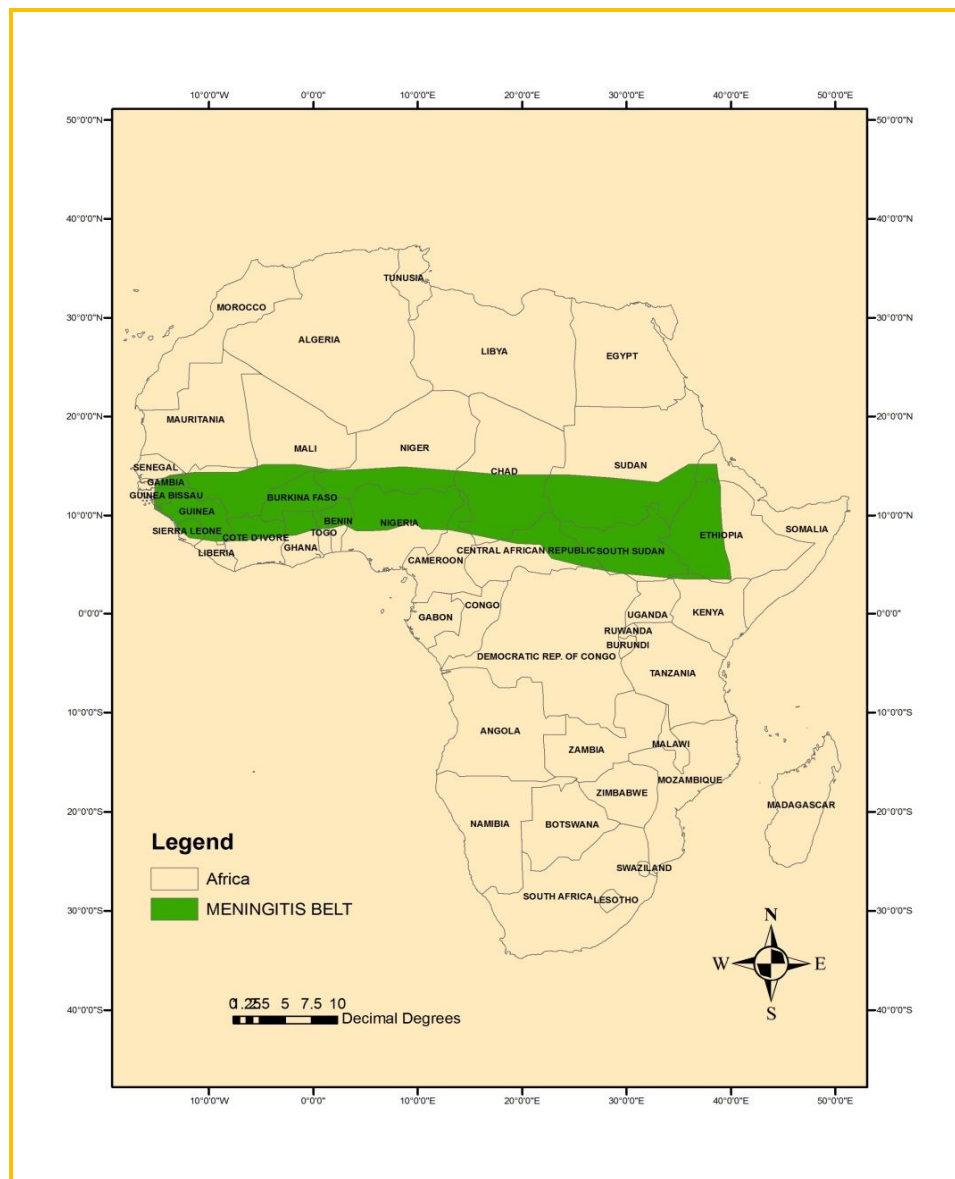 10°0'0"W 0°0'0" 10°0'0"E 20°0'0"E 30°0'0"E 40°0'0"E 50°0'0"E
50°0'0"N 50°0'0"N
40°0'0"N 40°0'0"N
TUNUSIA
MOROCCO
30°0'0"N 30°0'0"N
ALGERIA
LIBYA
EGYPT
20°0'0"N 20°0'0"N
MAURITANIA
MALI
NIGER
SENEGAL
CHAD
SUDAN
GAMBIA
GUINEA BISSAU
BURKINA FASO
GUINEA
10°0'0"N 10°0'0"N
BENIN
NIGERIA
SIERRA LEONE
COTE D'IVORE
TOGO
ETHIOPIA
SOMALIA
LIBERIA
GHANA
CAMEROON
CENTRAL AFRICAN REPUBLIC
SOUTH SUDAN
0°0'0" 0°0'0"
GABON
CONGO
UGANDA
KENYA
RUWANDA
BURUNDI
DEMOCRATIC REP. OF CONGO
TANZANIA
10°0'0"S 10°0'0"S
ANGOLA
ZAMBIA
MALAWI
MOZAMBIQUE
ZIMBABWE
MADAGASCAR
20°0'0"S 20°0'0"S
NAMIBIA
BOTSWANA
Legend
SWAZILAND
Africa
SOUTH AFRICA
LESOTHO
MENINGITIS BELT
30°0'0"S 30°0'0"S
N
W E
S
0 1.25 2.5 5 7.5 10
Decimal Degrees
40°0'0"S 40°0'0"S
10°0'0"W 0°0'0" 10°0'0"E 20°0'0"E 30°0'0"E 40°0'0"E 50°0'0"E